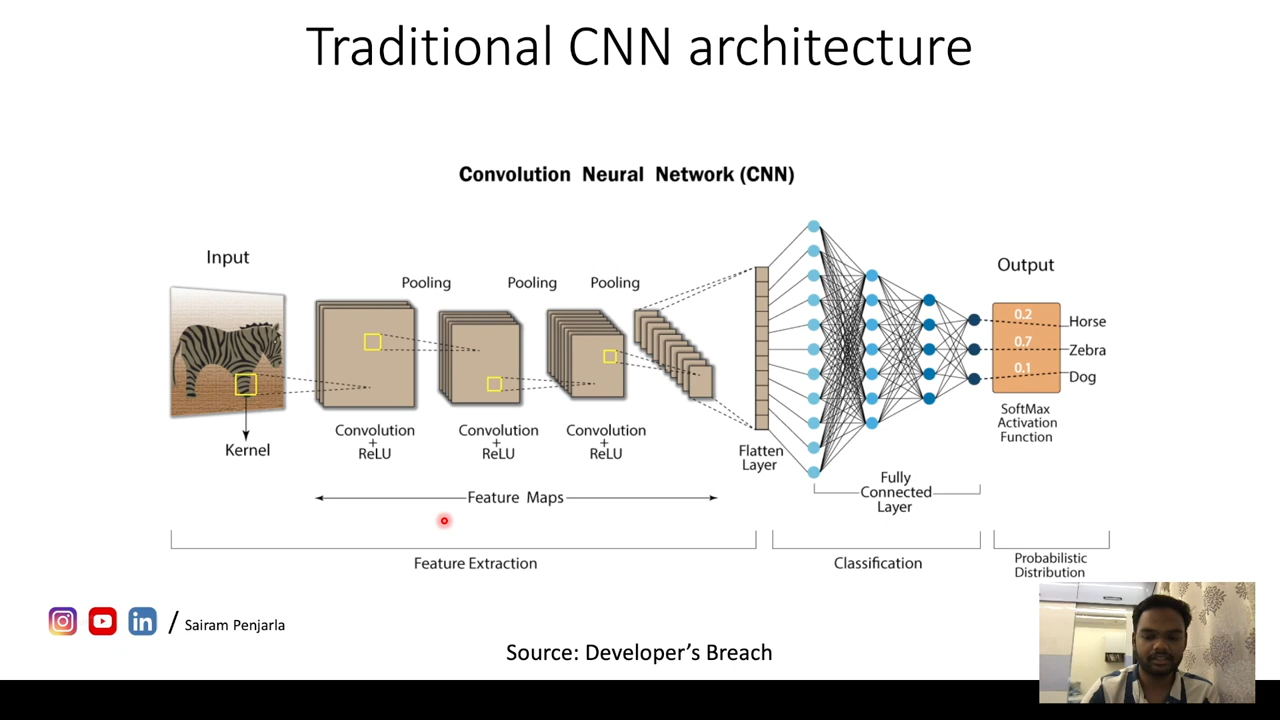 Traditional CNN architecture
Convolution Neural Network (CNN)
Input
Pooling
Pooling
Pooling
Output
0.2
Horse
0.7
Zebra
0.1
Dog
Kernel
Convolution
+
ReLU
Convolution
+
ReLU
Convolution
+
ReLU
Flatten
Layer
SoftMax
Activation
Function
Fully
Connected
Layer
Feature Maps
Feature Extraction
Classification
Probabilistic
Distribution
in / Sairam Penjarla
Source: Developer's Breach